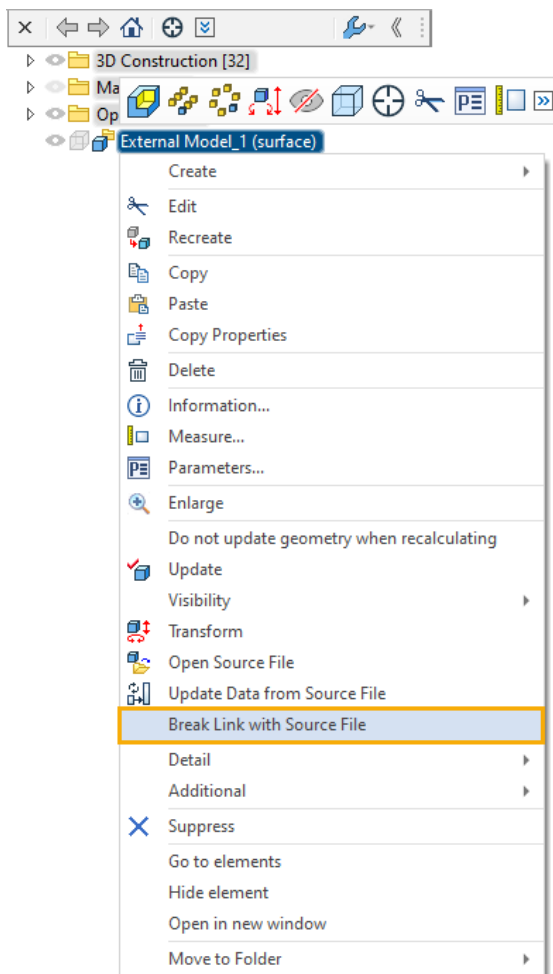 3D Construction [32]
Ma
Op
External Model_1 (surface)
Create
Edit
Recreate
Copy
Paste
Copy Properties
Delete
Information...
Measure...
Parameters...
Enlarge
Do not update geometry when recalculating
Update
Visibility
Transform
Open Source File
Update Data from Source File
Break Link with Source File
Detail
Additional
Suppress
Go to elements
Hide element
Open in new window
Move to Folder